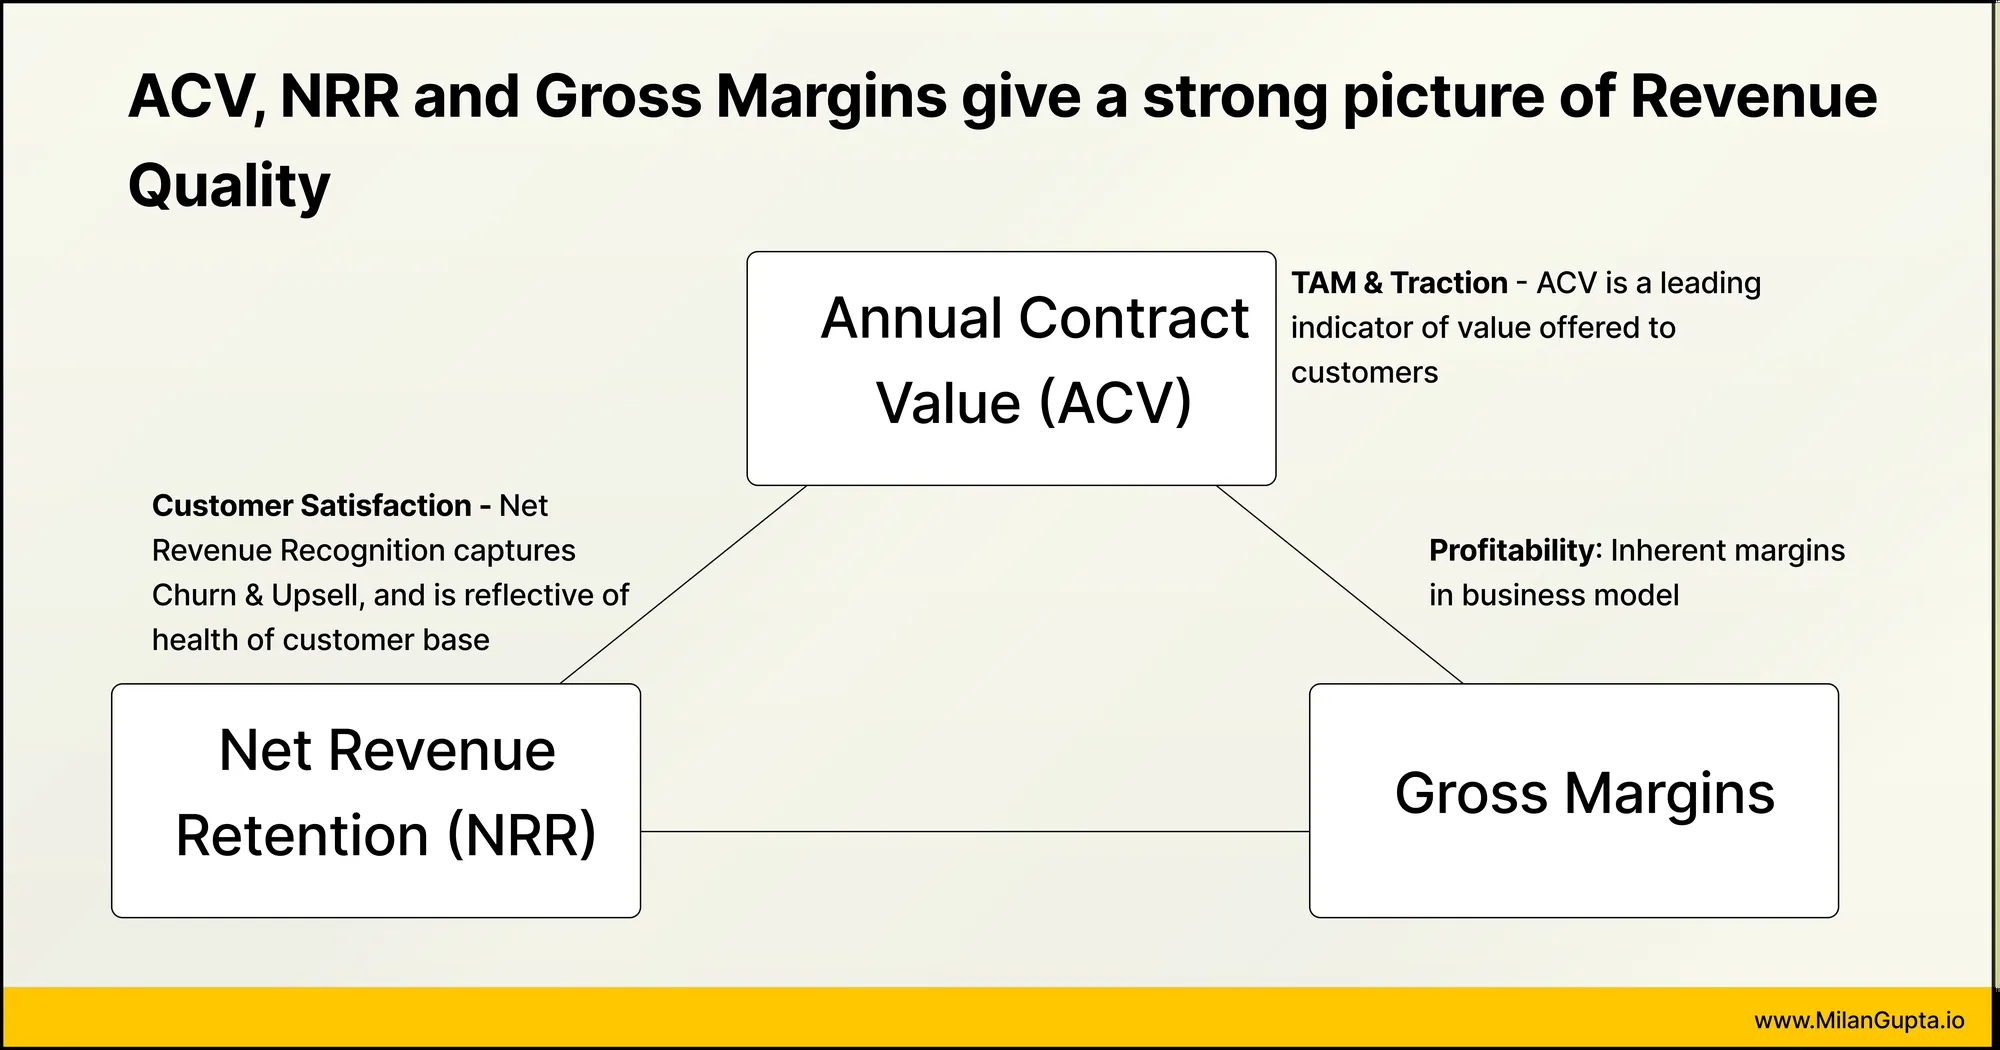 ACV, NRR and Gross Margins give a strong picture of Revenue
Quality
Annual Contract
Value (ACV)
TAM & Traction - ACV is a leading
indicator of value offered to
customers
Customer Satisfaction - Net
Revenue Recognition captures
Churn & Upsell, and is reflective of
health of customer base
Profitability: Inherent margins
in business model
Net Revenue
Retention (NRR)
Gross Margins
www.MilanGupta.io